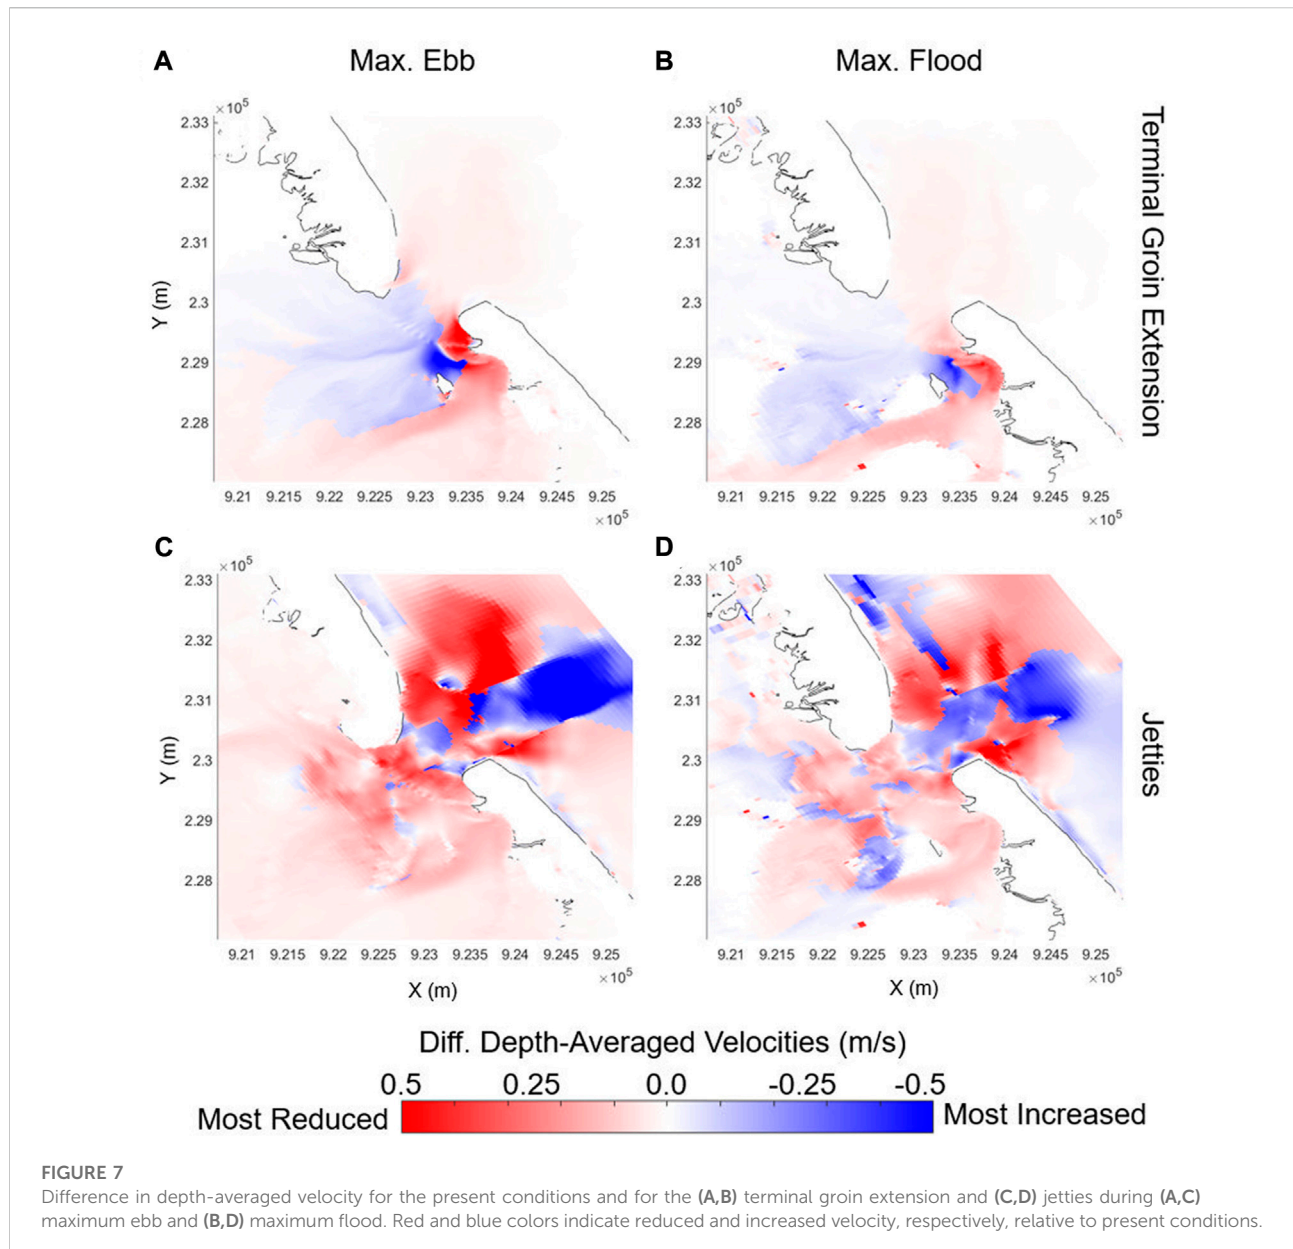 A
Max. Ebb
B
Max. Flood
×10⁵
2.33
2.32
2.31
2.3
2.29
2.28
Y (m)
9.21 9.215 9.22 9.225 9.23 9.235 9.24 9.245 9.25
×10⁵
×10⁵
2.33
2.32
2.31
2.3
2.29
2.28
9.21 9.215 9.22 9.225 9.23 9.235 9.24 9.245 9.25
×10⁵
Terminal Groin Extension
C
×10⁵
2.33
2.32
2.31
2.3
2.29
2.28
Y (m)
9.21 9.215 9.22 9.225 9.23 9.235 9.24 9.245 9.25
×10⁵
X (m)
D
×10⁵
2.33
2.32
2.31
2.3
2.29
2.28
9.21 9.215 9.22 9.225 9.23 9.235 9.24 9.245 9.25
×10⁵
X (m)
Jetties
Diff. Depth-Averaged Velocities (m/s)
0.5 0.25 0.0 -0.25 -0.5
Most Reduced
Most Increased
FIGURE 7
Difference in depth-averaged velocity for the present conditions and for the (A,B) terminal groin extension and (C,D) jetties during (A,C)
maximum ebb and (B,D) maximum flood. Red and blue colors indicate reduced and increased velocity, respectively, relative to present conditions.